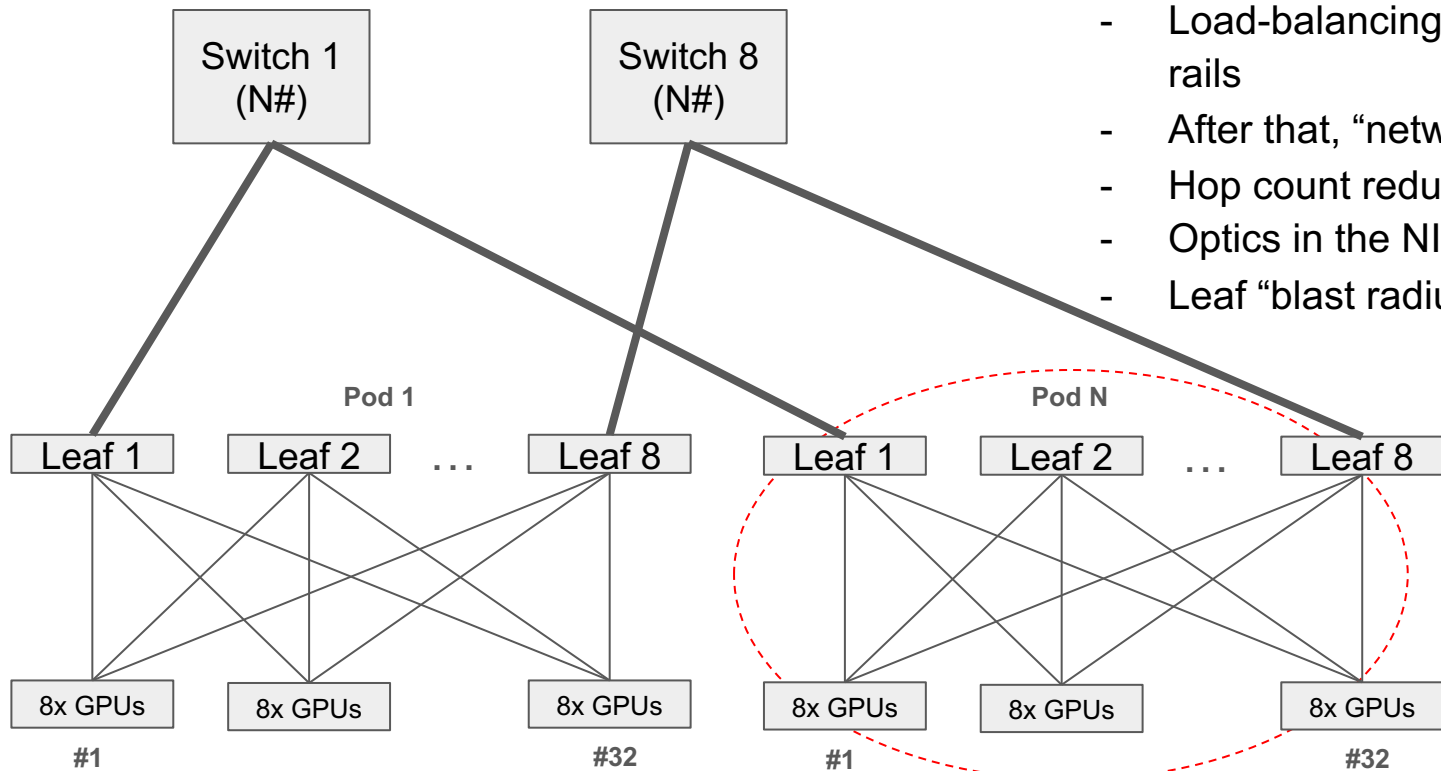 Switch 1
(N#)
Switch 8
(N#)
- Load-balancing
rails
- After that, “netw
- Hop count redu
- Optics in the NI
- Leaf “blast radiu
Pod 1
Pod N
Leaf 1
Leaf 2
...
Leaf 8
Leaf 1
Leaf 2
...
Leaf 8
8x GPUs
8x GPUs
8x GPUs
8x GPUs
8x GPUs
8x GPUs
#1
#32
#1
#32